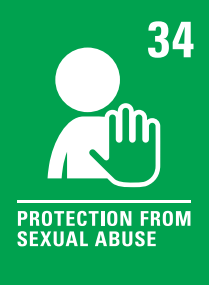 34
PROTECTION FROM
SEXUAL ABUSE